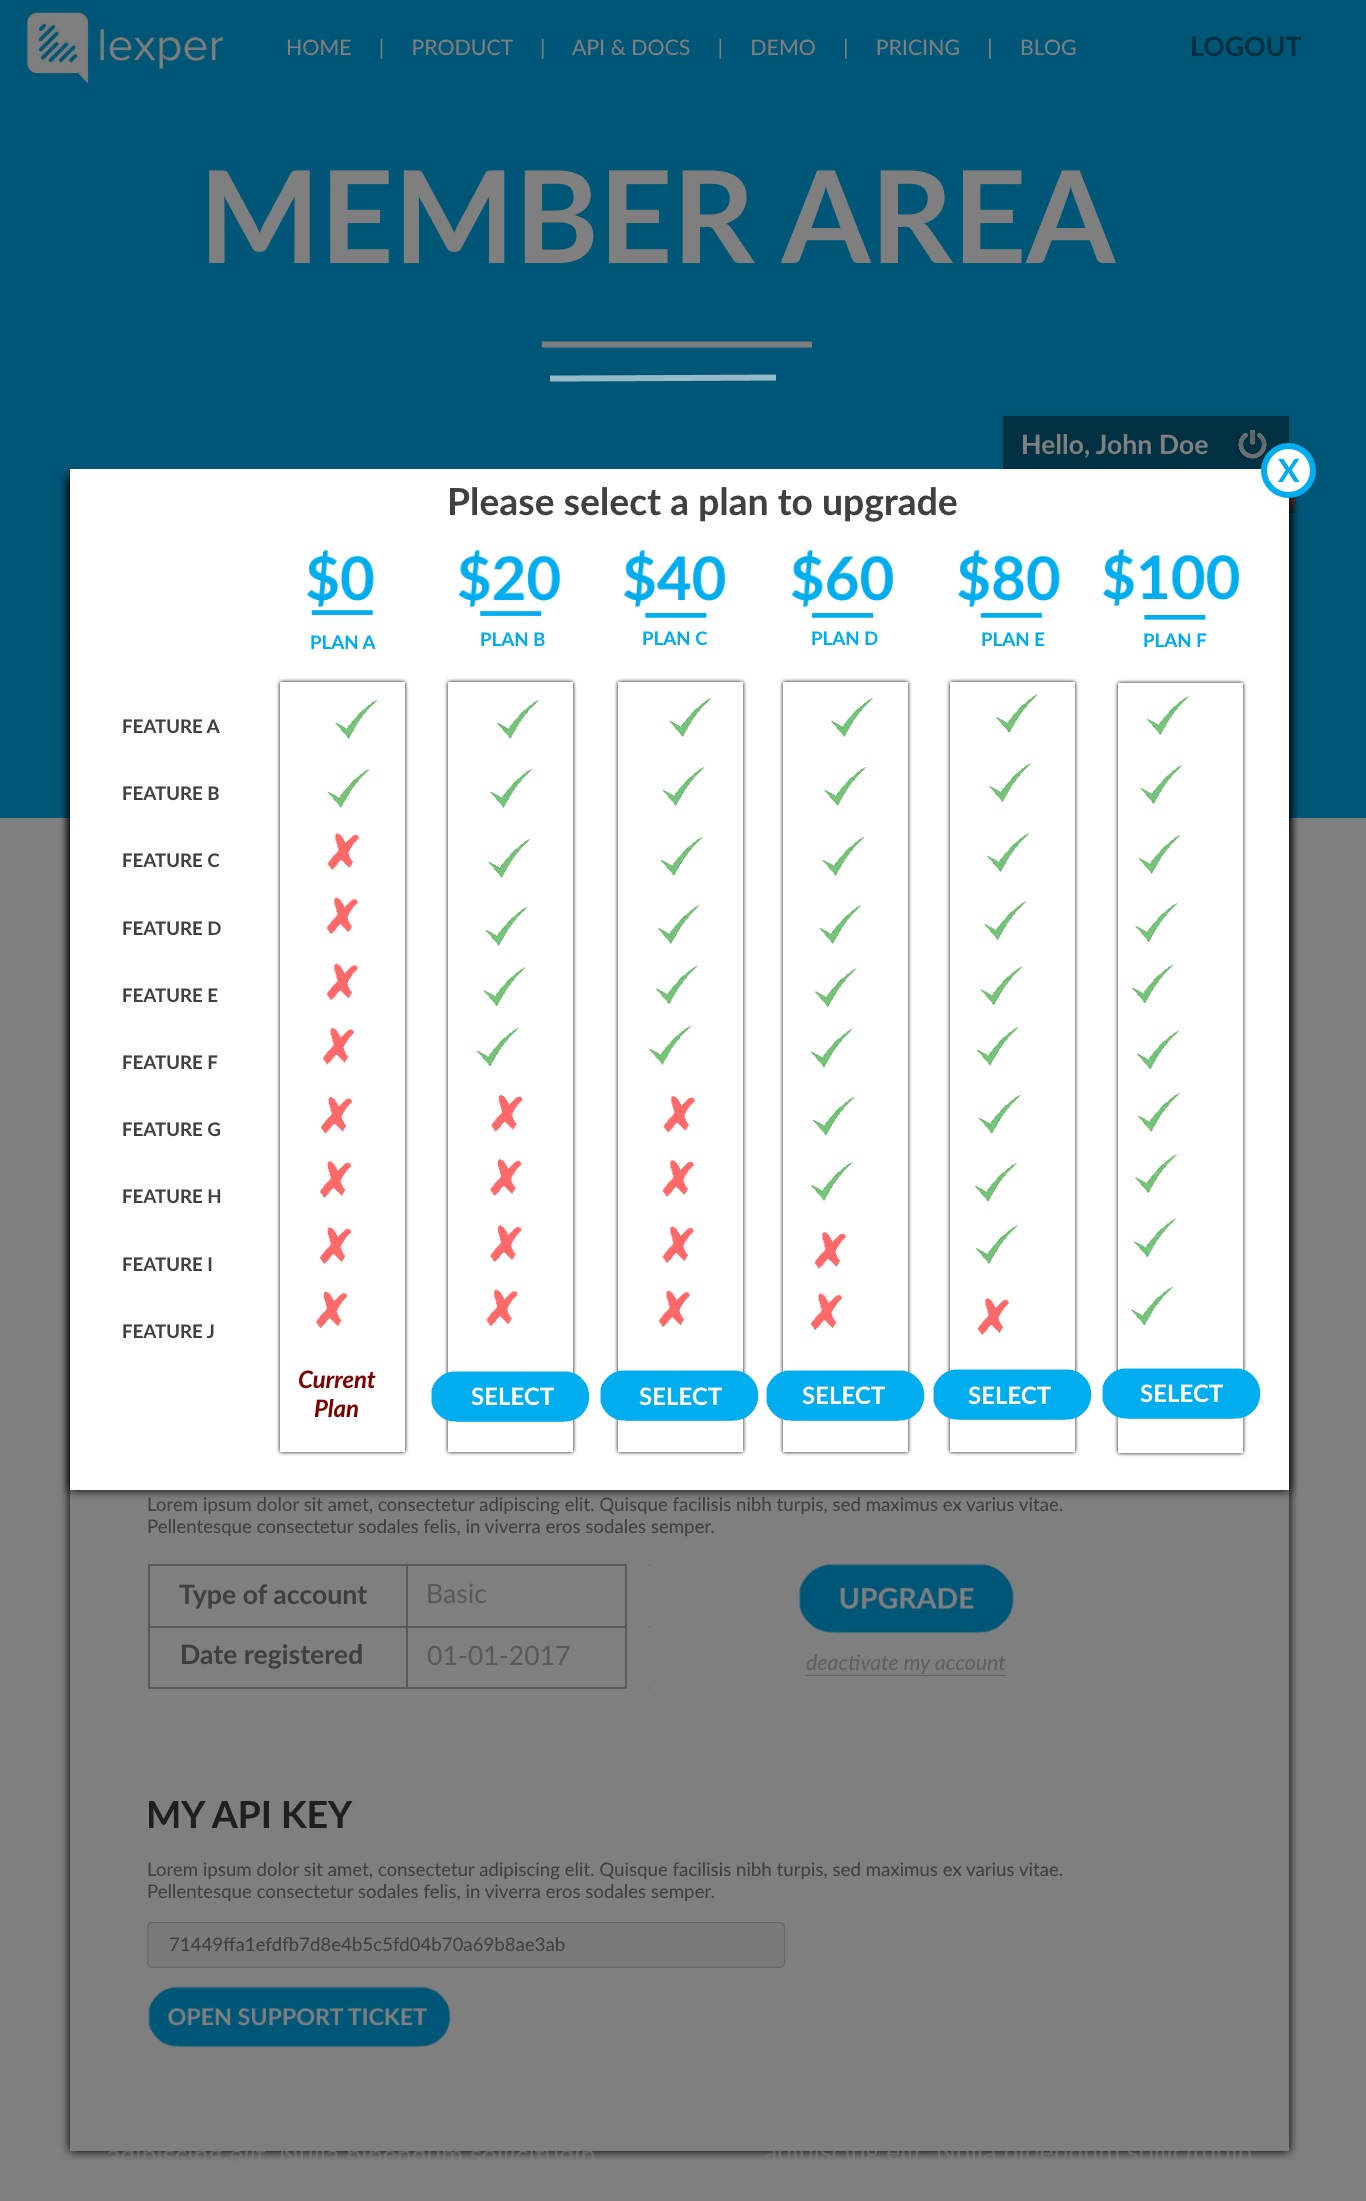 lexper
HOME | PRODUCT | API & DOCS | DEMO | PRICING | BLOG
LOGOUT
MEMBER AREA
Hello, John Doe
X
Please select a plan to upgrade
$0 $20 $40 $60 $80 $100
PLAN A PLAN B PLAN C PLAN D PLAN E PLAN F
FEATURE A
FEATURE B
FEATURE C
FEATURE D
FEATURE E
FEATURE F
FEATURE G
FEATURE H
FEATURE I
FEATURE J
Current
Plan
SELECT SELECT SELECT SELECT SELECT
Lorem ipsum dolor sit amet, consectetur adipiscing elit. Quisque facilisis nibh turpis, sed maximus ex varius vitae.
Pellentesque consectetur sodales felis, in viverra eros sodales semper.
Type of account Basic
Date registered 01-01-2017
UPGRADE
deactivate my account
MY API KEY
Lorem ipsum dolor sit amet, consectetur adipiscing elit. Quisque facilisis nibh turpis, sed maximus ex varius vitae.
Pellentesque consectetur sodales felis, in viverra eros sodales semper.
71449ffa1efdfb7d8e4b5c5fd04b70a69b8ae3ab
OPEN SUPPORT TICKET